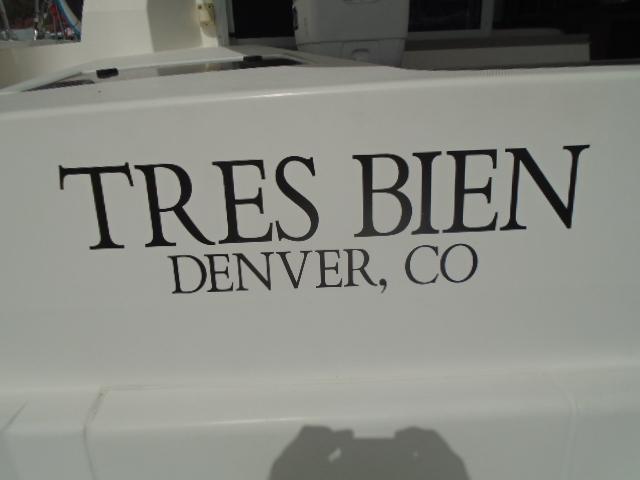 TRES BIEN
DENVER, CO